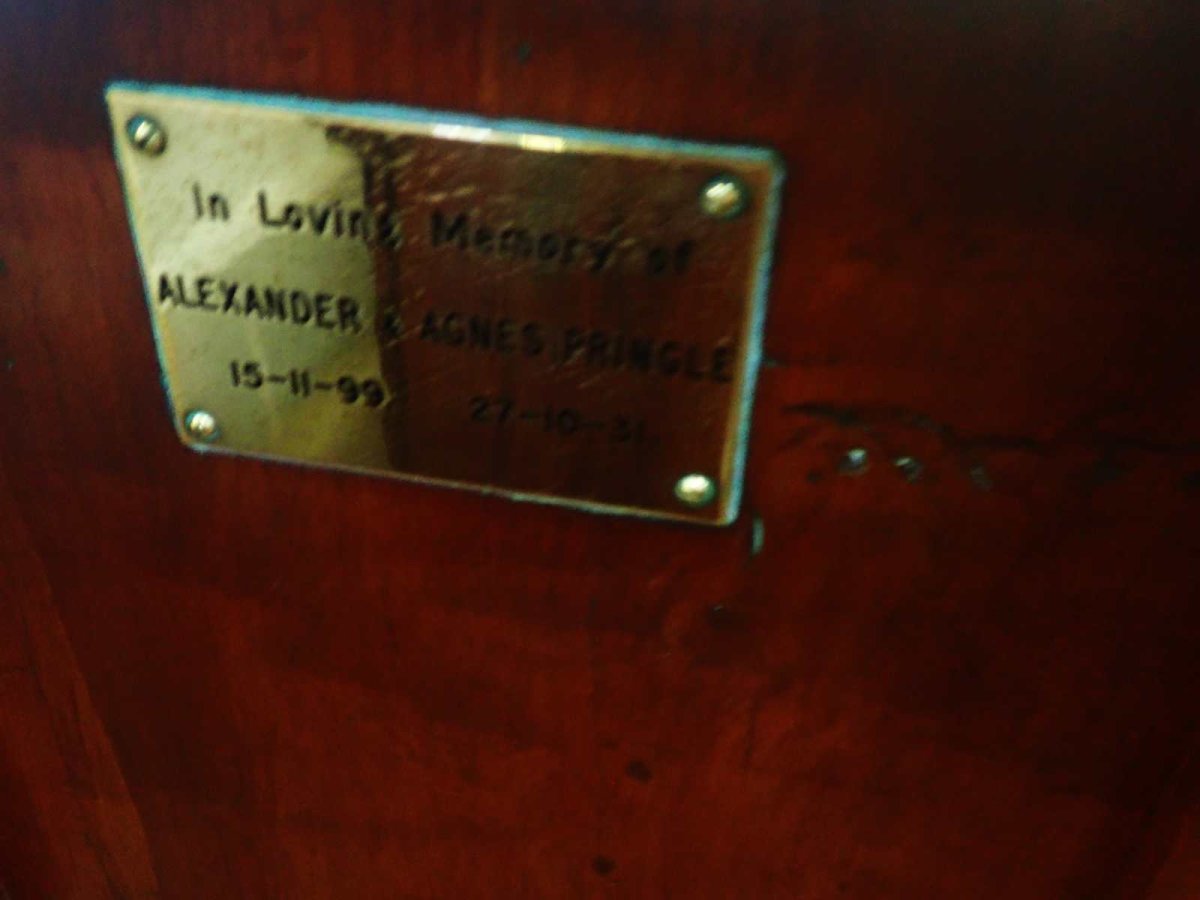 In Loving Memory of
ALEXANDER & AGNES PRINGLE
15-11-99 27-10-31